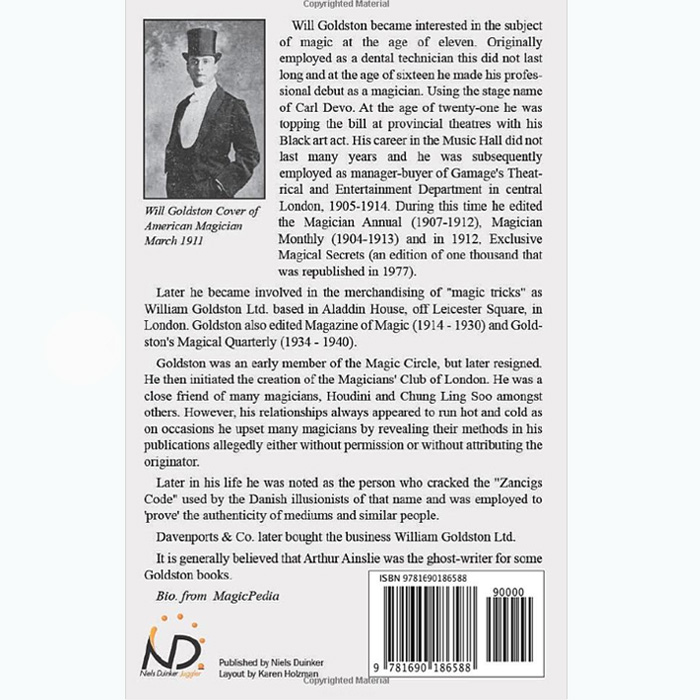 Copyrighted Material
Will Goldston became interested in the subject
of magic at the age of eleven. Originally
employed as a dental technician this did not last
long and at the age of sixteen he made his profes-
sional debut as a magician. Using the stage name
of Carl Devo. At the age of twenty-one he was
topping the bill at provincial theatres with his
Black art act. His career in the Music Hall did not
last many years and he was subsequently
employed as manager-buyer of Gamage's Theat-
rical and Entertainment Department in central
London, 1905-1914. During this time he edited
the Magician Annual (1907-1912), Magician
Monthly (1904-1913) and in 1912, Exclusive
Magical Secrets (an edition of one thousand that
was republished in 1977).
Will Goldston Cover of
American Magician
March 1911
Later he became involved in the merchandising of "magic tricks" as
William Goldston Ltd. based in Aladdin House, off Leicester Square, in
London. Goldston also edited Magazine of Magic (1914 - 1930) and Gold-
ston's Magical Quarterly (1934 - 1940).
Goldston was an early member of the Magic Circle, but later resigned.
He then initiated the creation of the Magicians' Club of London. He was a
close friend of many magicians, Houdini and Chung Ling Soo amongst
others. However, his relationships always appeared to run hot and cold as
on occasions he upset many magicians by revealing their methods in his
publications allegedly either without permission or without attributing the
originator.
Later in his life he was noted as the person who cracked the "Zancigs
Code" used by the Danish illusionists of that name and was employed to
'prove' the authenticity of mediums and similar people.
Davenports & Co. later bought the business William Goldston Ltd.
It is generally believed that Arthur Ainslie was the ghost-writer for some
Goldston books.
Bio. from MagicPedia
ISBN 9781690186588
90000
9 781690 186588
ND
Niels Duinker Juggler
Published by Niels Duinker
Layout by Karen Holzman
Copyrighted Material